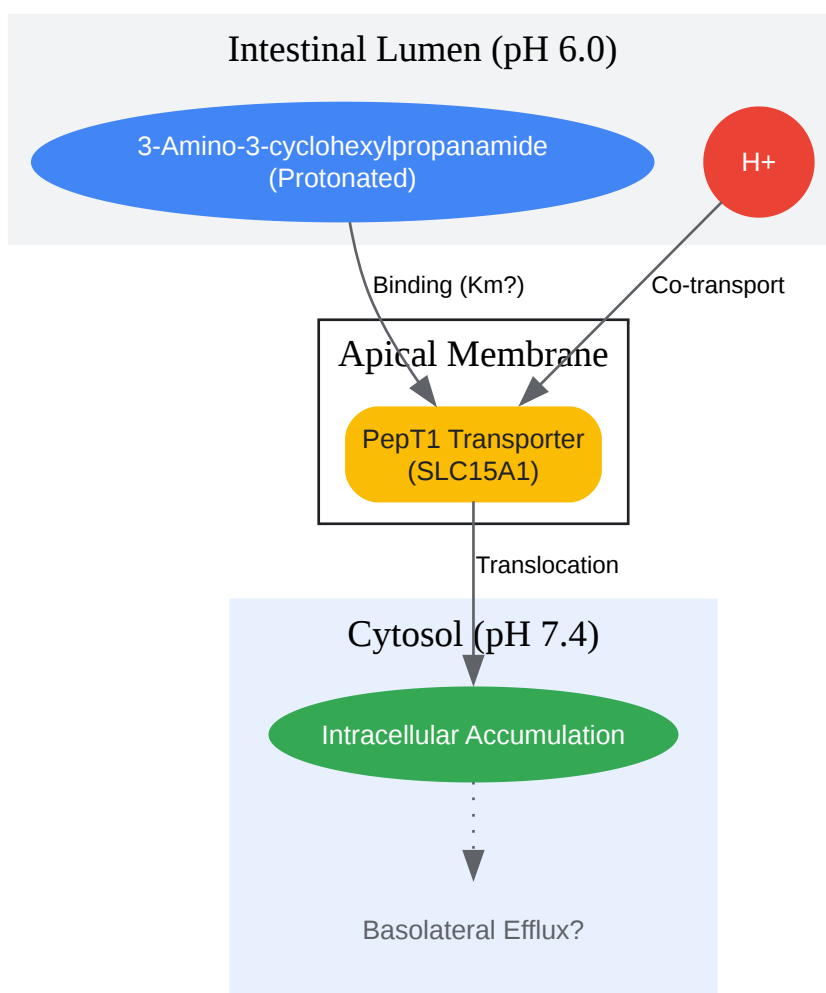 Intestinal Lumen (pH 6.0)
3-Amino-3-cyclohexylpropanamide
(Protonated)
H+
Binding (Km?)
Co-transport
Apical Membrane
PepT1 Transporter
(SLC15A1)
Translocation
Cytosol (pH 7.4)
Intracellular Accumulation
Basolateral Efflux?